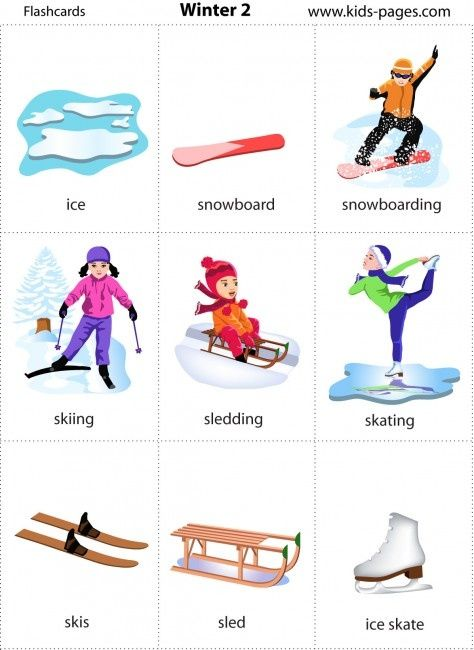 Flashcards Winter 2 www.kids-pages.com
ice snowboard snowboarding
skiing sledding skating
skis sled ice skate